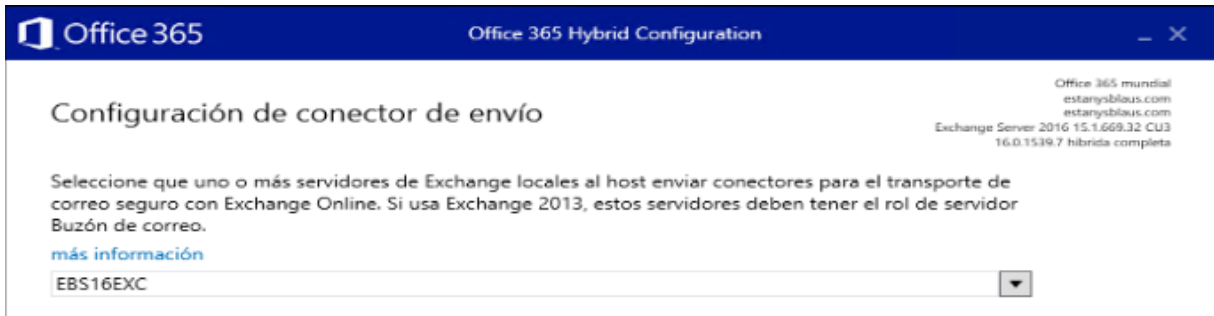 Office 365
Office 365 Hybrid Configuration
Office 365 mundial
estanysblaus.com
estanysblaus.com
Exchange Server 2016 15.1.669.32 CU3
16.0.1539.7 híbrida completa
Configuración de conector de envío
Seleccione que uno o más servidores de Exchange locales al host enviar conectores para el transporte de
correo seguro con Exchange Online. Si usa Exchange 2013, estos servidores deben tener el rol de servidor
Buzón de correo.
más información
EBS16EXC